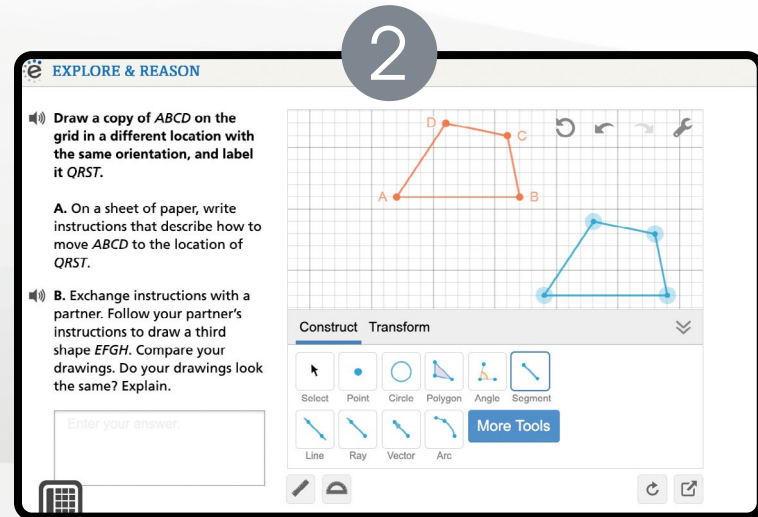 2
EXPLORE & REASON
Draw a copy of ABCD on the
grid in a different location with
the same orientation, and label
it QRST.
A. On a sheet of paper, write
instructions that describe how to
move ABCD to the location of
QRST.
B. Exchange instructions with a
partner. Follow your partner's
instructions to draw a third
shape EFGH. Compare your
drawings. Do your drawings look
the same? Explain.
Enter your answer.
D
C
A
B
Construct Transform
Select Point Circle Polygon Angle Segment
Line Ray Vector Arc More Tools